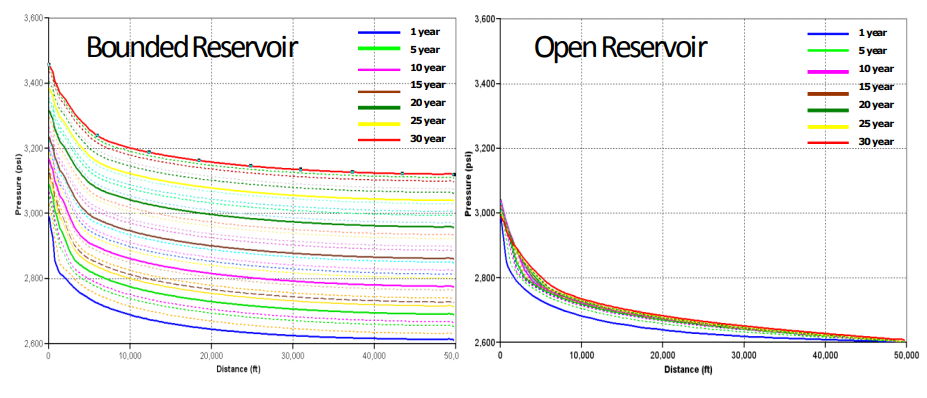 Bounded Reservoir
3,600
3,400
3,200
3,000
2,800
2,600
Pressure (psi)
0
10,000
20,000
30,000
40,000
50,0
Distance (ft)
1 year
5 year
10 year
15 year
20 year
25 year
30 year
Open Reservoir
3,600
3,400
3,200
3,000
2,800
2,600
Pressure (psi)
0
10,000
20,000
30,000
40,000
50,000
Distance (ft)
1 year
5 year
10 year
15 year
20 year
25 year
30 year